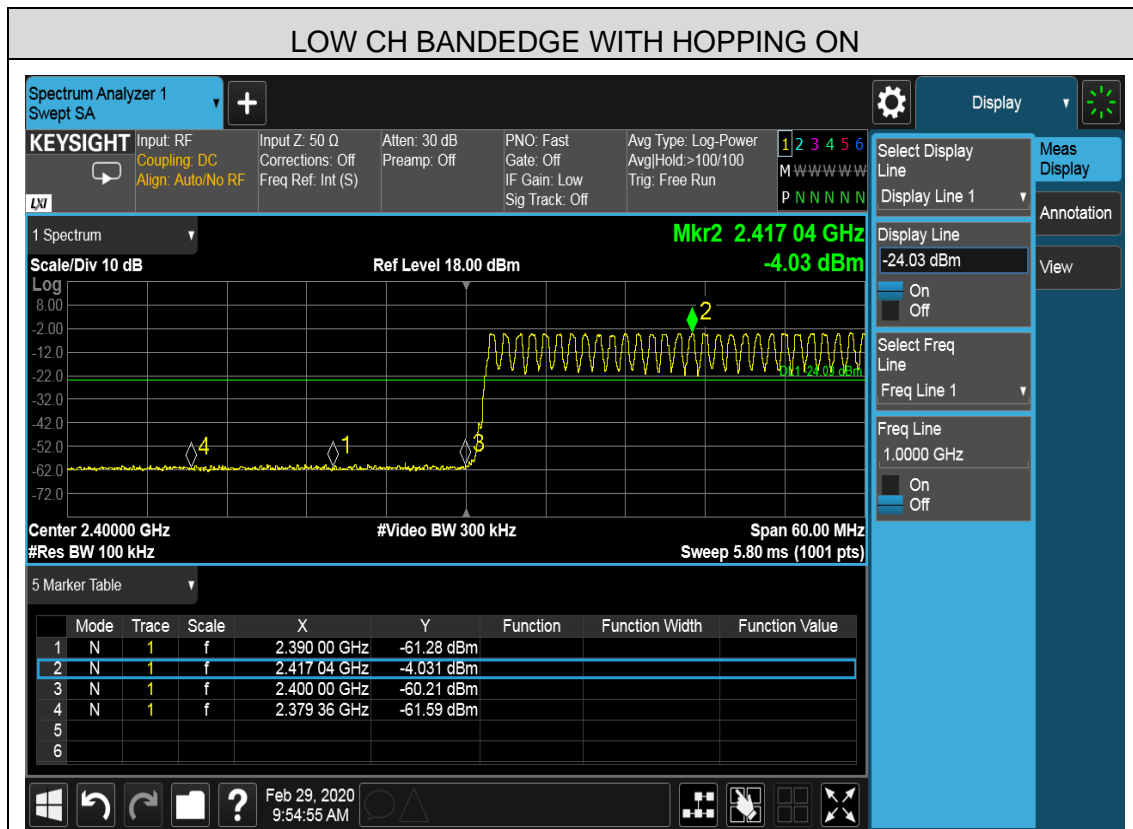 LOW CH BANDEDGE WITH HOPPING ON
Spectrum Analyzer 1
Swept SA
Display
KEYSIGHT
LXI
Input: RF
Coupling: DC
Align: Auto/No RF
Input Z: 50 Ω
Corrections: Off
Freq Ref: Int (S)
Atten: 30 dB
Preamp: Off
PNO: Fast
Gate: Off
IF Gain: Low
Sig Track: Off
Avg Type: Log-Power
Avg|Hold:>100/100
Trig: Free Run
1 2 3 4 5 6
M W W W W W
P N N N N N
1 Spectrum
Mkr2 2.417 04 GHz
Scale/Div 10 dB
Ref Level 18.00 dBm
-4.03 dBm
Log
8.00
-2.00
-12.0
-22.0
-32.0
-42.0
-52.0
-62.0
-72.0
2
DL1 -24.03 dBm
4
1
3
Center 2.40000 GHz
#Video BW 300 kHz
Span 60.00 MHz
#Res BW 100 kHz
Sweep 5.80 ms (1001 pts)
5 Marker Table
Mode Trace Scale X Y Function Function Width Function Value
1 N 1 f 2.390 00 GHz -61.28 dBm
2 N 1 f 2.417 04 GHz -4.031 dBm
3 N 1 f 2.400 00 GHz -60.21 dBm
4 N 1 f 2.379 36 GHz -61.59 dBm
5
6
Select Display
Line
Display Line 1
Display Line
-24.03 dBm
On
Off
Select Freq
Line
Freq Line 1
Freq Line
1.0000 GHz
On
Off
Meas
Display
Annotation
View
?
Feb 29, 2020
9:54:55 AM